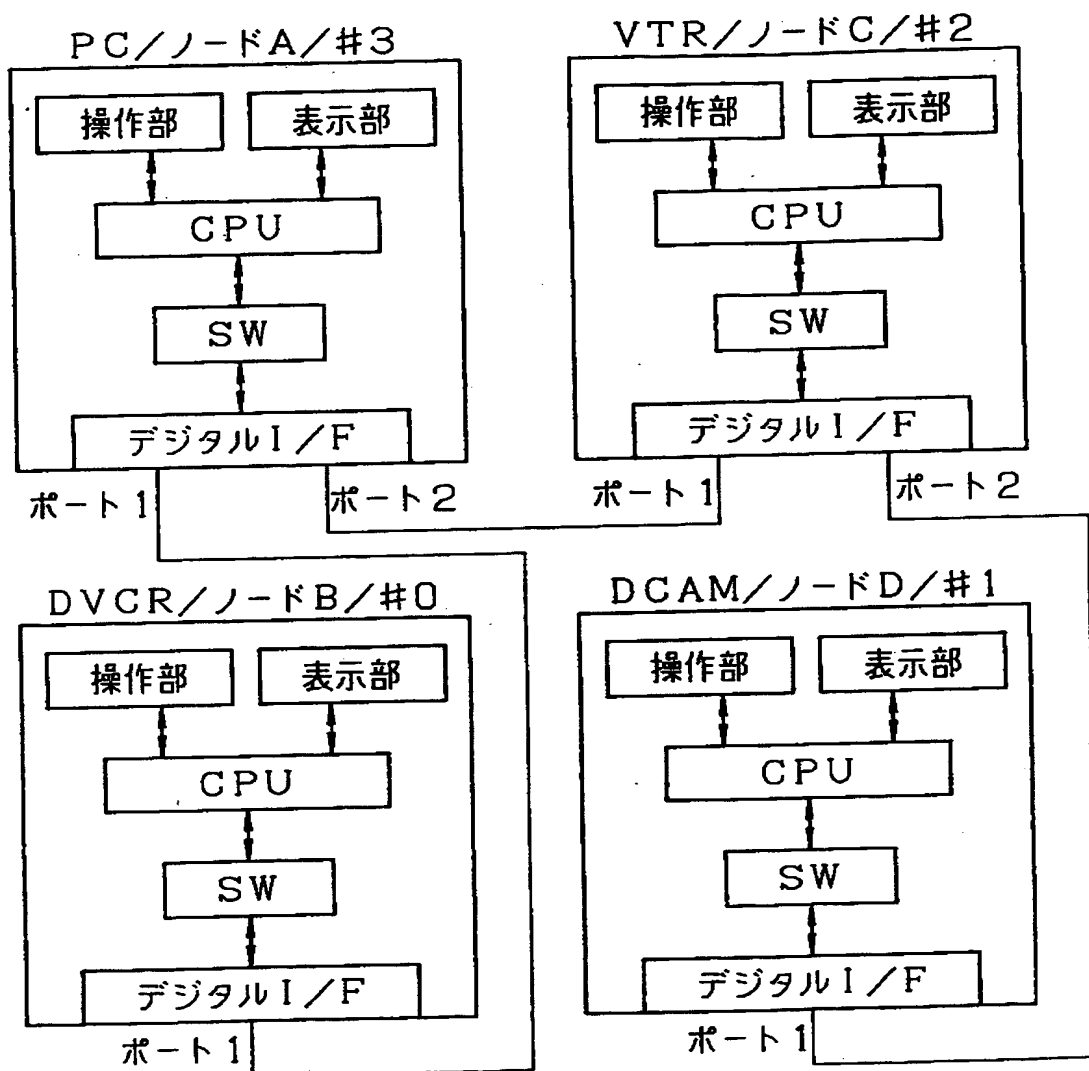 PC/ノードA/#3
操作部
表示部
CPU
SW
デジタルI/F
ポート1
ポート2
VTR/ノードC/#2
操作部
表示部
CPU
SW
デジタルI/F
ポート1
ポート2
DVCR/ノードB/#0
操作部
表示部
CPU
SW
デジタルI/F
ポート1
DCAM/ノードD/#1
操作部
表示部
CPU
SW
デジタルI/F
ポート1